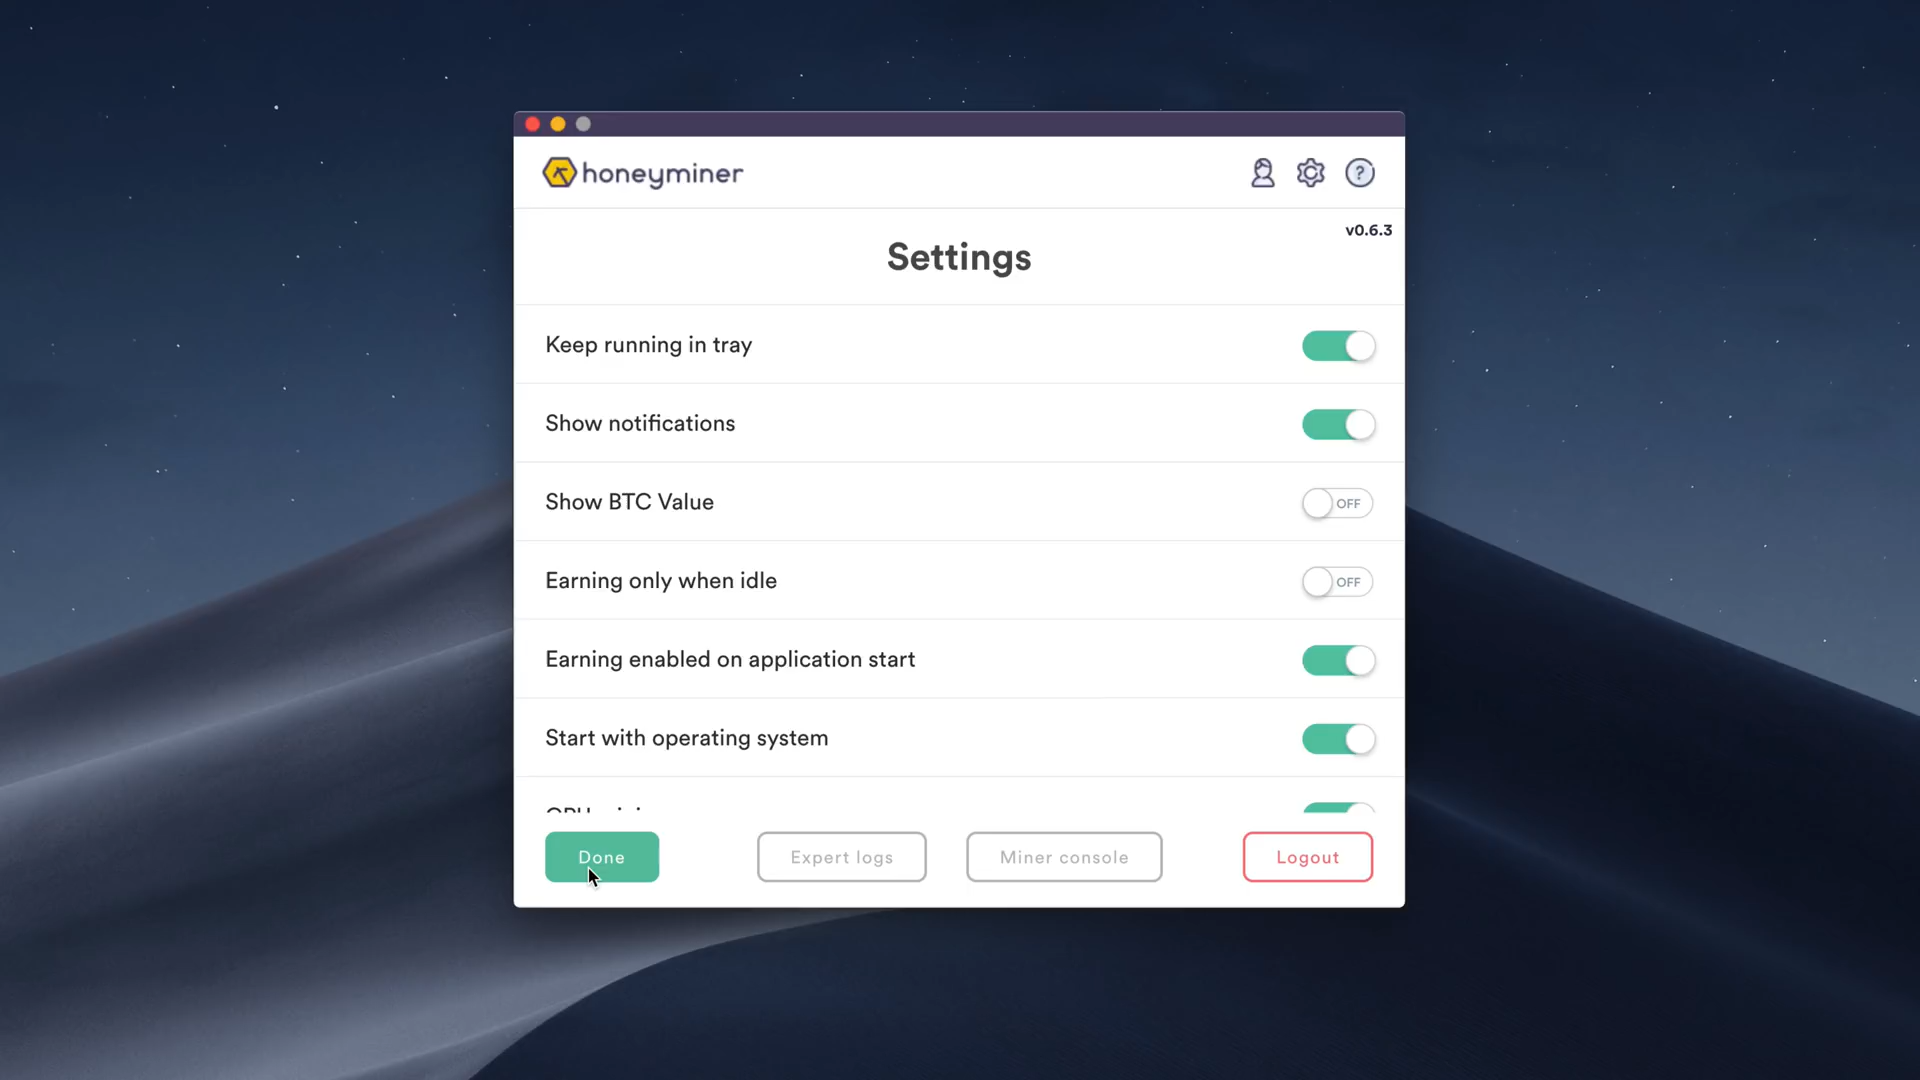 honeyminer
?
v0.6.3
Settings
Keep running in tray
Show notifications
Show BTC Value
OFF
Earning only when idle
OFF
Earning enabled on application start
Start with operating system
Done
Expert logs
Miner console
Logout